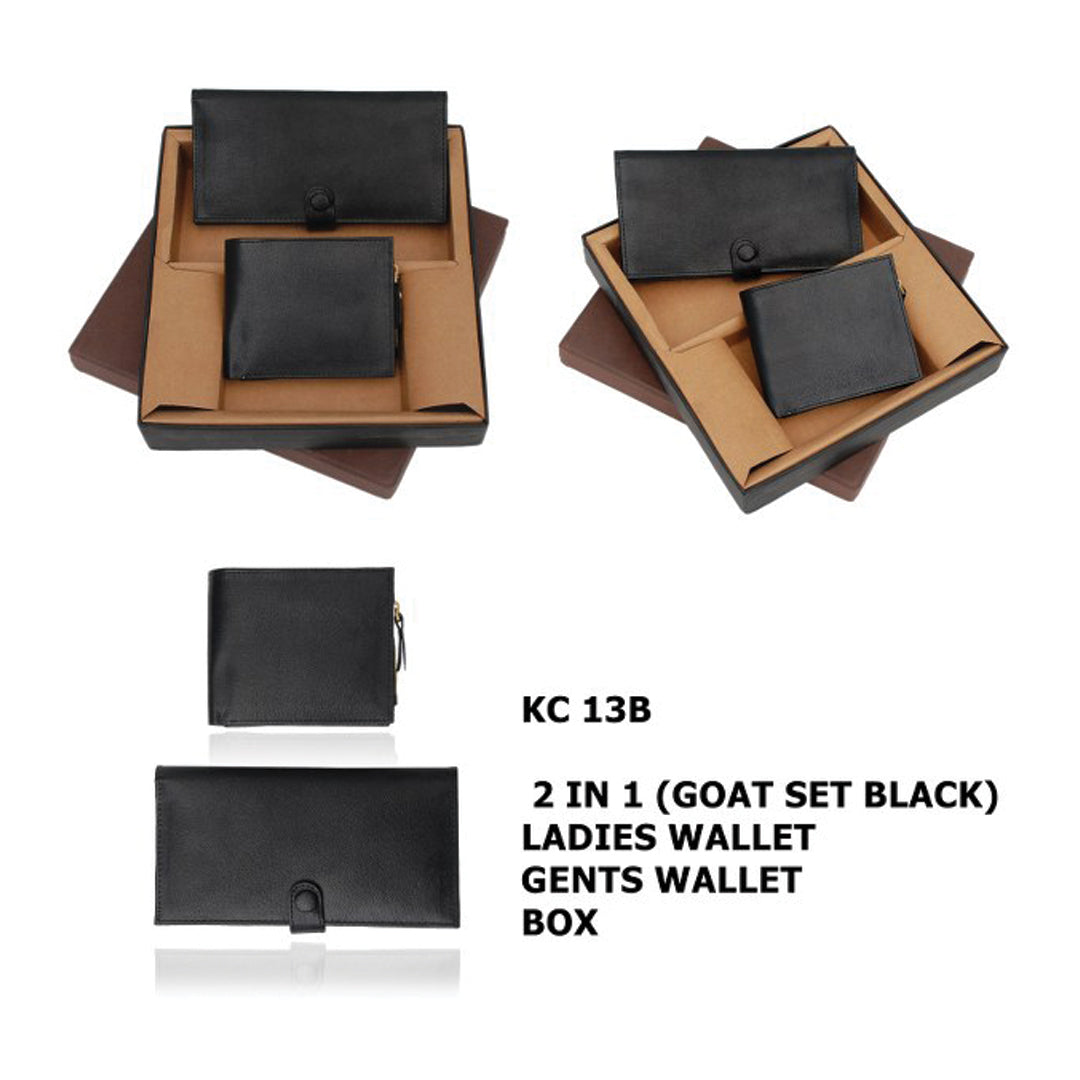 KC 13B
2 IN 1 (GOAT SET BLACK)
LADIES WALLET
GENTS WALLET
BOX